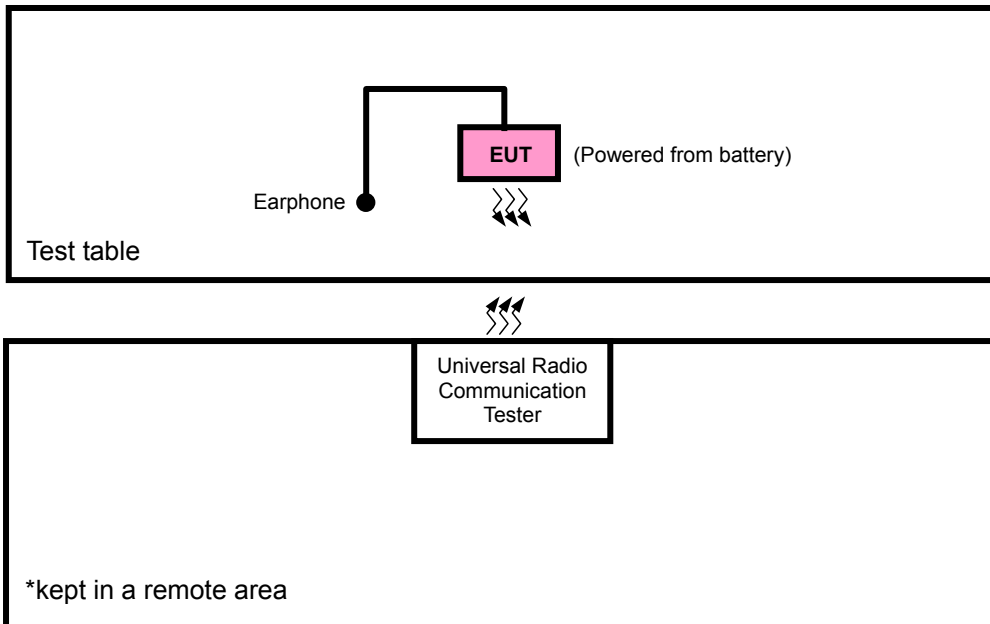 EUT
(Powered from battery)
Earphone
Test table
Universal Radio
Communication
Tester
*kept in a remote area